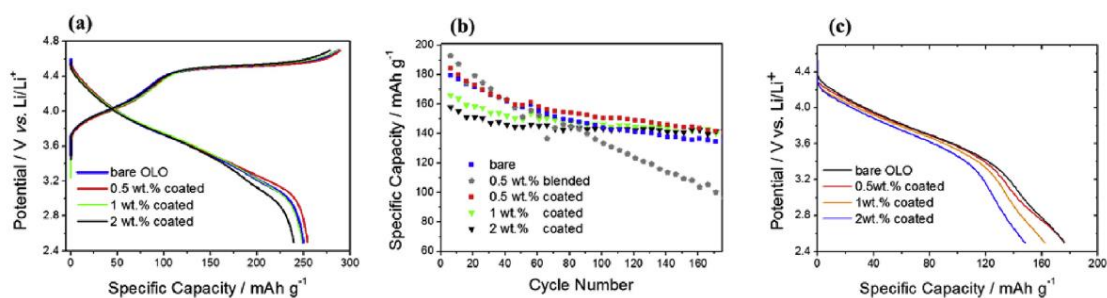 (a)
4.8
4.2
3.6
3.0
2.4
Potential / V vs. Li/Li+
bare OLO
0.5 wt.% coated
1 wt.% coated
2 wt.% coated
0 50 100 150 200 250 300
Specific Capacity / mAh g-1
(b)
200
180
160
140
120
100
80
60
Specific Capacity / mAh g-1
bare
0.5 wt.% blended
0.5 wt.% coated
1 wt.% coated
2 wt.% coated
0 20 40 60 80 100 120 140 160
Cycle Number
(c)
4.4
4.0
3.6
3.2
2.8
2.4
Potential / V vs. Li/Li+
bare OLO
0.5wt.% coated
1wt.% coated
2wt.% coated
0 40 80 120 160 200
Specific Capacity / mAh g-1